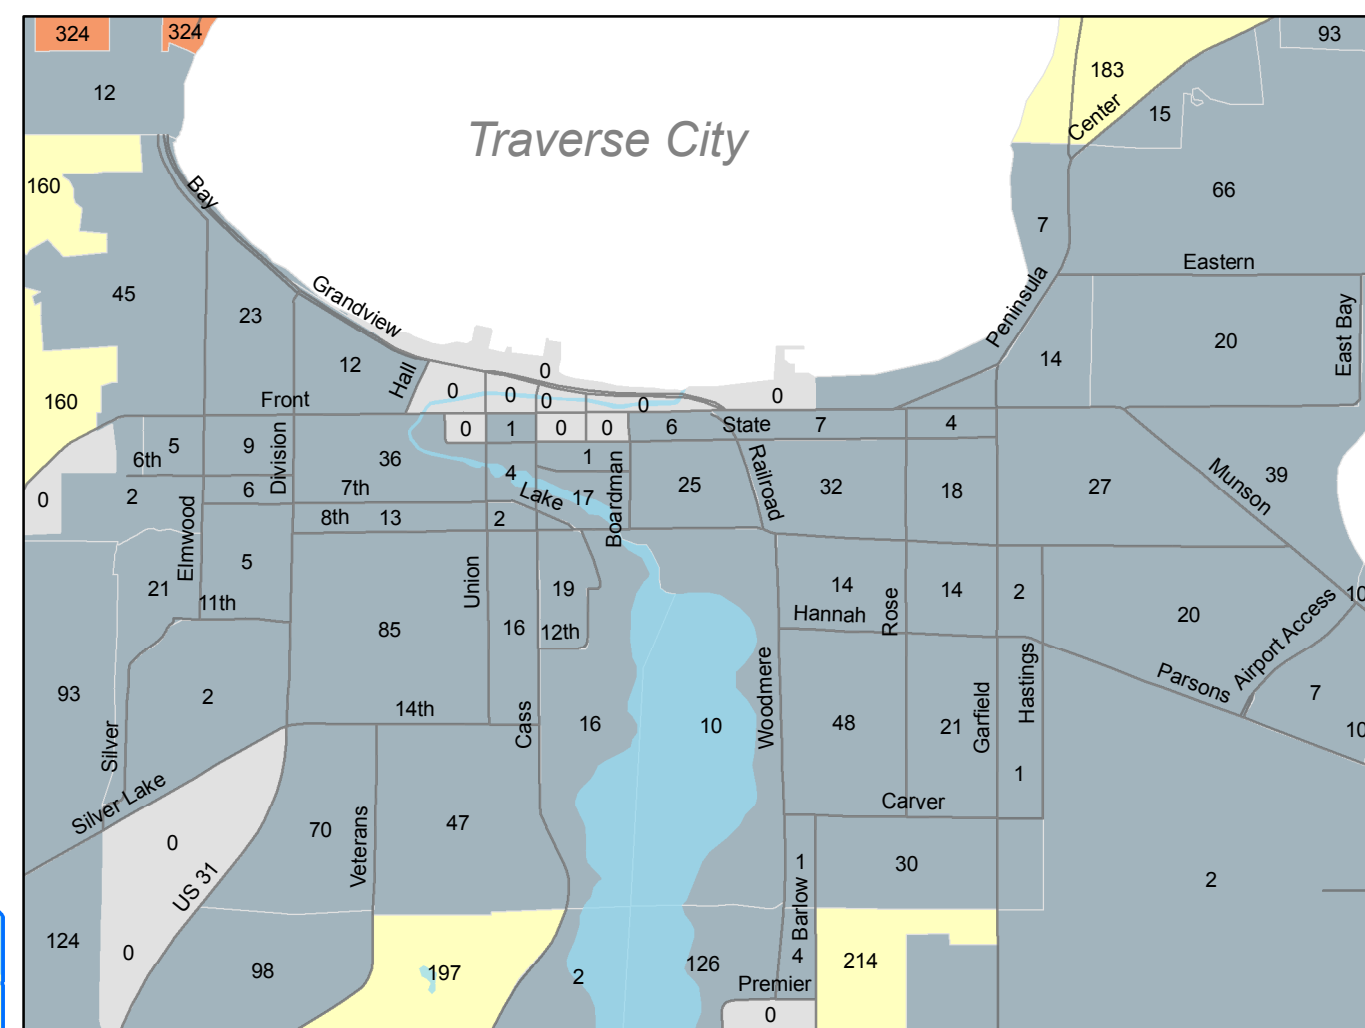 324
324
93
12
183
Center
15
Traverse City
160
Bay
66
7
45
Eastern
Grandview
Peninsula
East Bay
23
20
12
14
Hall
0
0
0
0
0
0
160
Front
0
1
0
0
6
State
7
4
5
9
6th
Division
36
1
Boardman
Railroad
39
Munson
4
0
2
6
7th
Lake
17
25
32
18
27
Elmwood
8th
13
2
5
21
11th
Union
19
14
Hannah
Rose
14
2
10
85
16
12th
20
Airport Access
Parsons
93
2
Silver
14th
Cass
16
10
Woodmere
48
21
Garfield
Hastings
7
10
1
Silver Lake
0
70
Veterans
47
Carver
US 31
1
30
2
Barlow
124
0
98
197
2
126
4
214
Premier
0